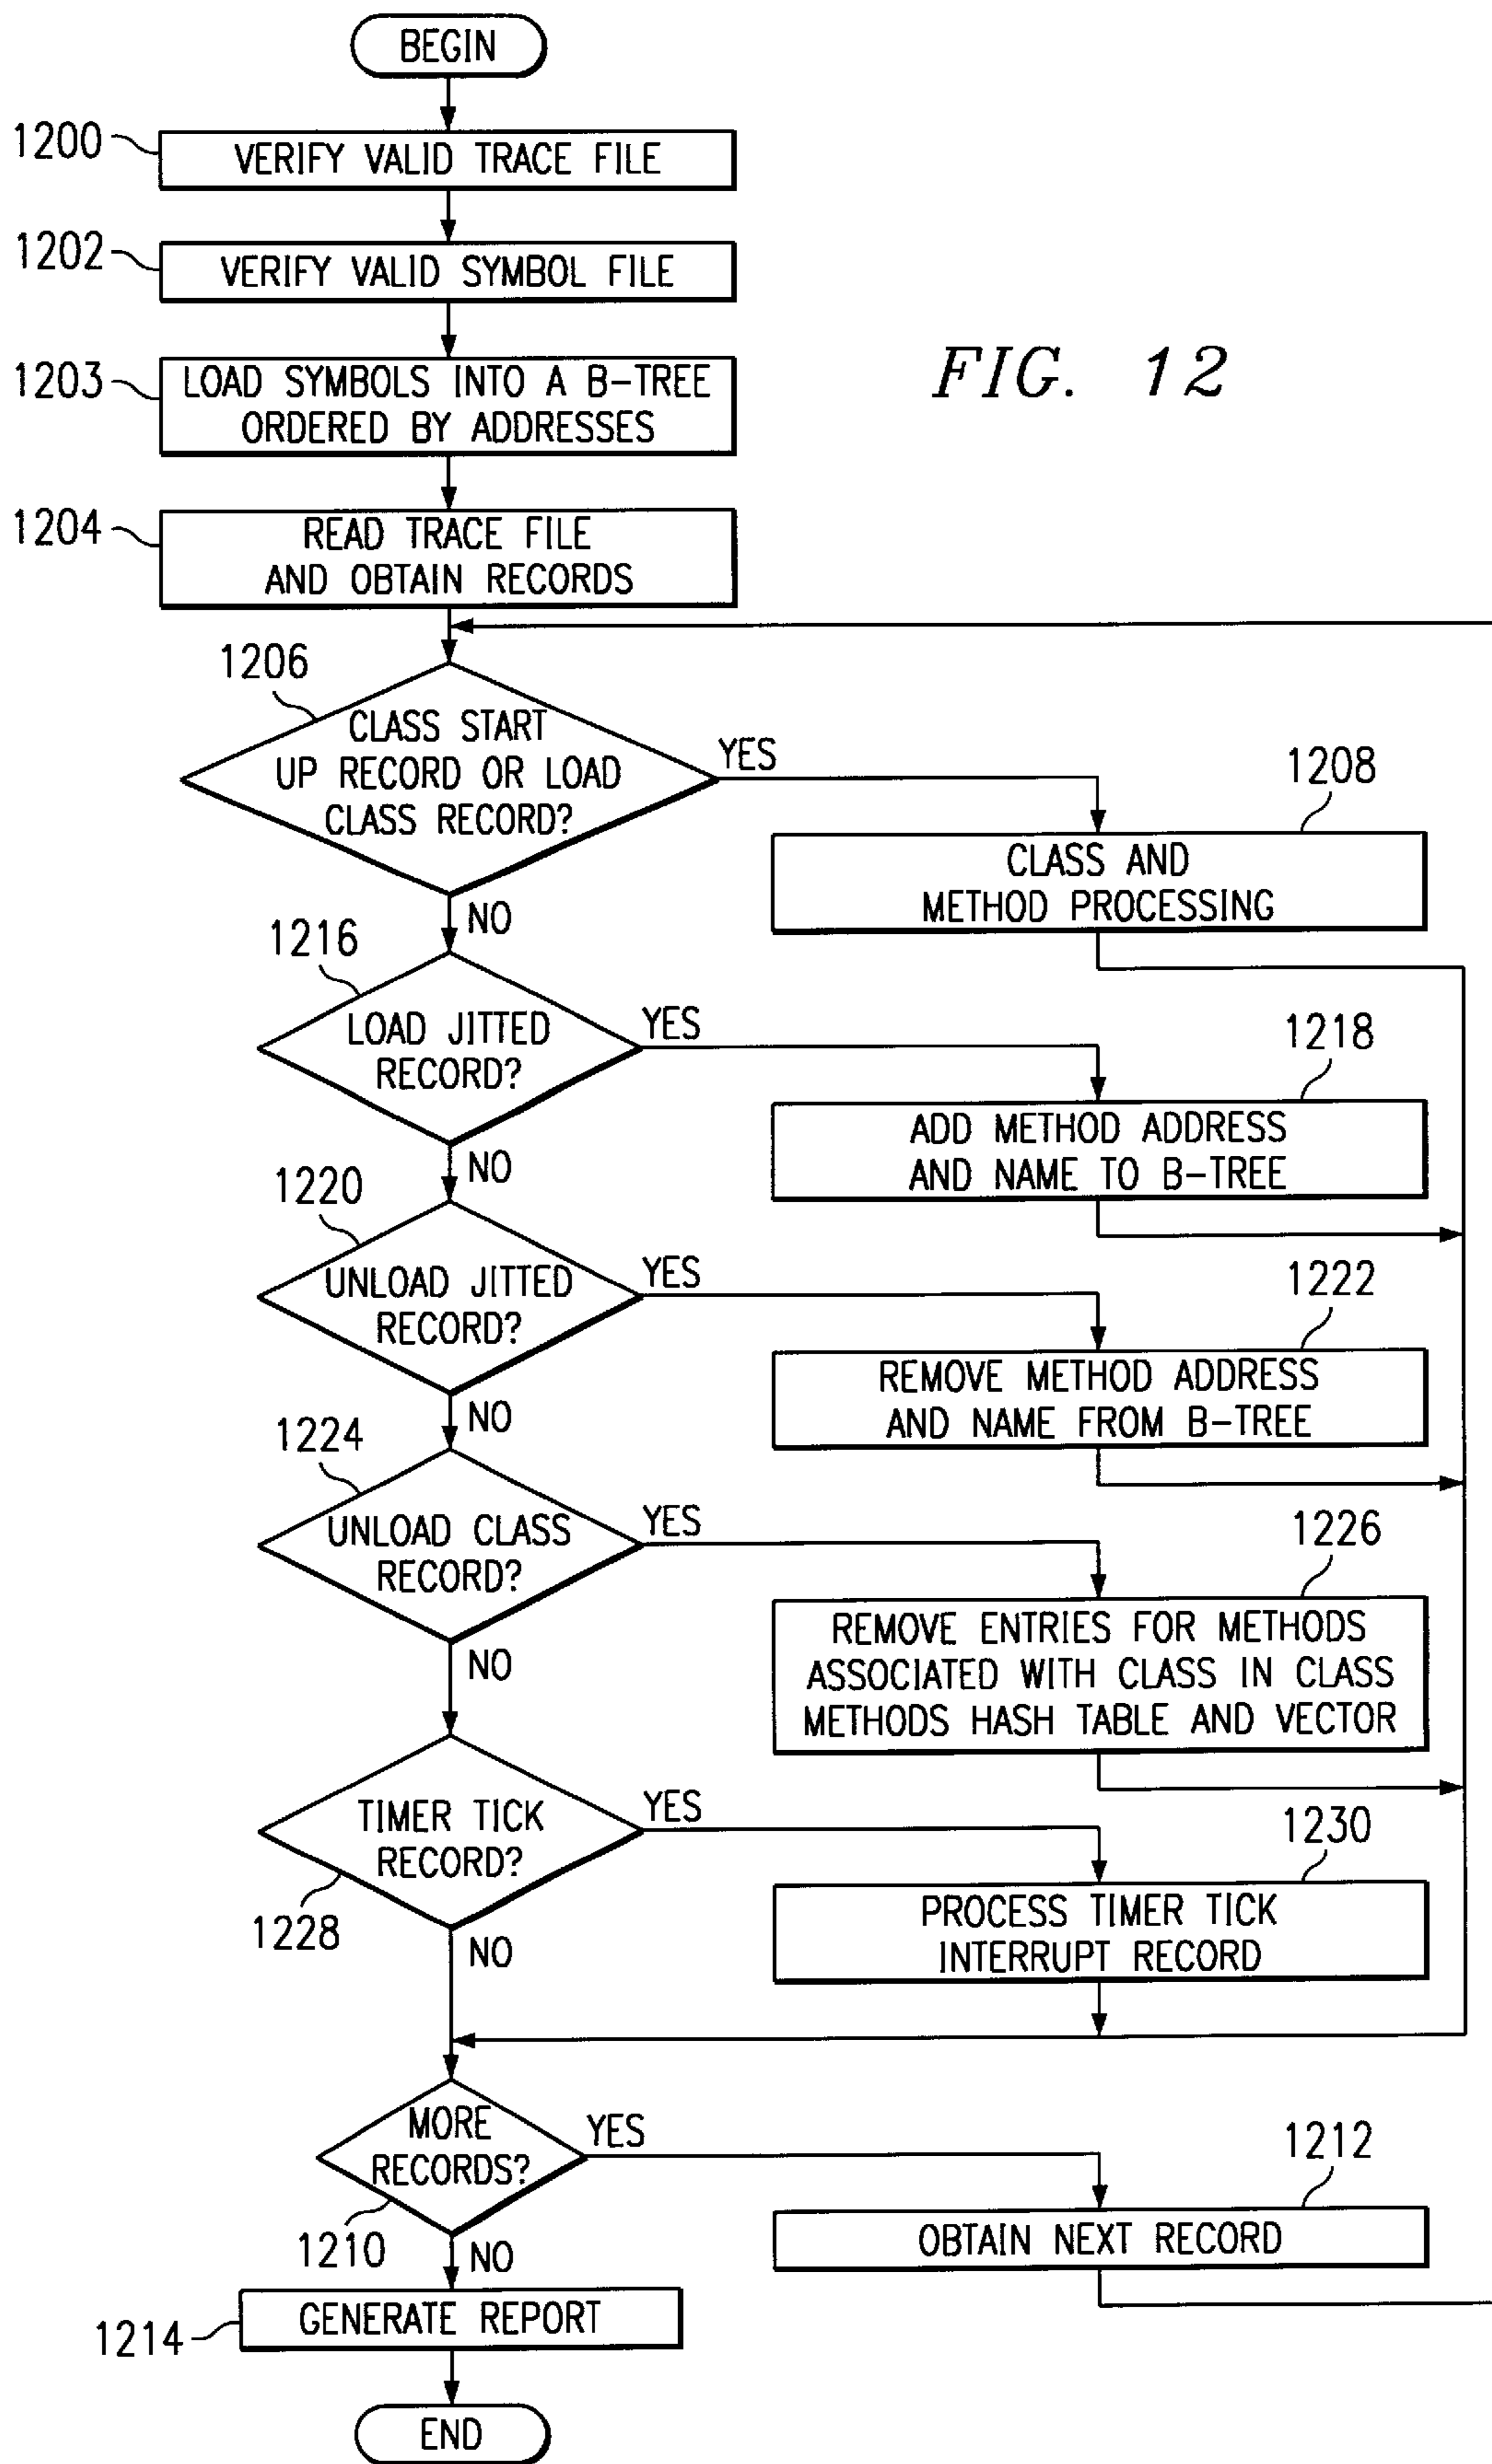 BEGIN
1200
VERIFY VALID TRACE FILE
1202
VERIFY VALID SYMBOL FILE
1203
LOAD SYMBOLS INTO A B-TREE
ORDERED BY ADDRESSES
FIG. 12
1204
READ TRACE FILE
AND OBTAIN RECORDS
1206
CLASS START
UP RECORD OR LOAD
CLASS RECORD?
YES
NO
1208
CLASS AND
METHOD PROCESSING
1216
LOAD JITTED
RECORD?
YES
NO
1218
ADD METHOD ADDRESS
AND NAME TO B-TREE
1220
UNLOAD JITTED
RECORD?
YES
NO
1222
REMOVE METHOD ADDRESS
AND NAME FROM B-TREE
1224
UNLOAD CLASS
RECORD?
YES
NO
1226
REMOVE ENTRIES FOR METHODS
ASSOCIATED WITH CLASS IN CLASS
METHODS HASH TABLE AND VECTOR
TIMER TICK
RECORD?
1228
YES
NO
1230
PROCESS TIMER TICK
INTERRUPT RECORD
MORE
RECORDS?
1210
YES
NO
1212
OBTAIN NEXT RECORD
1214
GENERATE REPORT
END